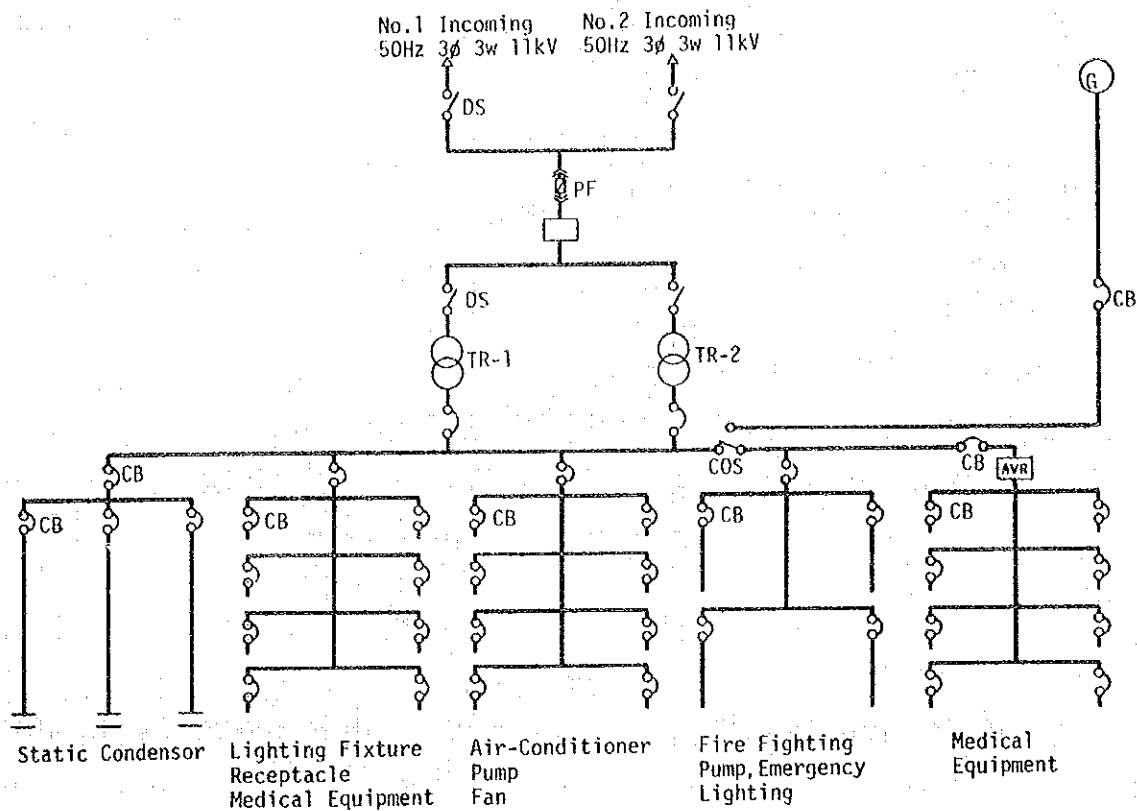 No.1 Incoming
50Hz 3ø 3w 11kV
No.2 Incoming
50Hz 3ø 3w 11kV
DS
G
PF
DS
CB
TR-1
TR-2
COS
CB
AVR
CB
CB
CB
CB
CB
CB
Static Condensor
Lighting Fixture
Receptacle
Medical Equipment
Air-Conditioner
Pump
Fan
Fire Fighting
Pump, Emergency
Lighting
Medical
Equipment